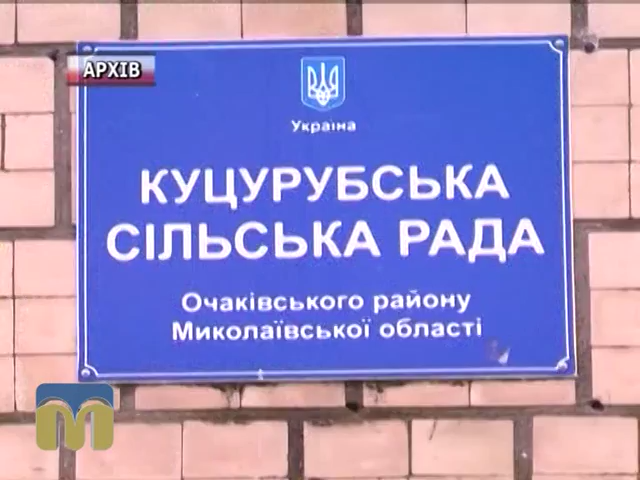 АРХІВ
Україна
КУЦУРУБСЬКА
СІЛЬСЬКА РАДА
Очаківського району
Миколаївської області